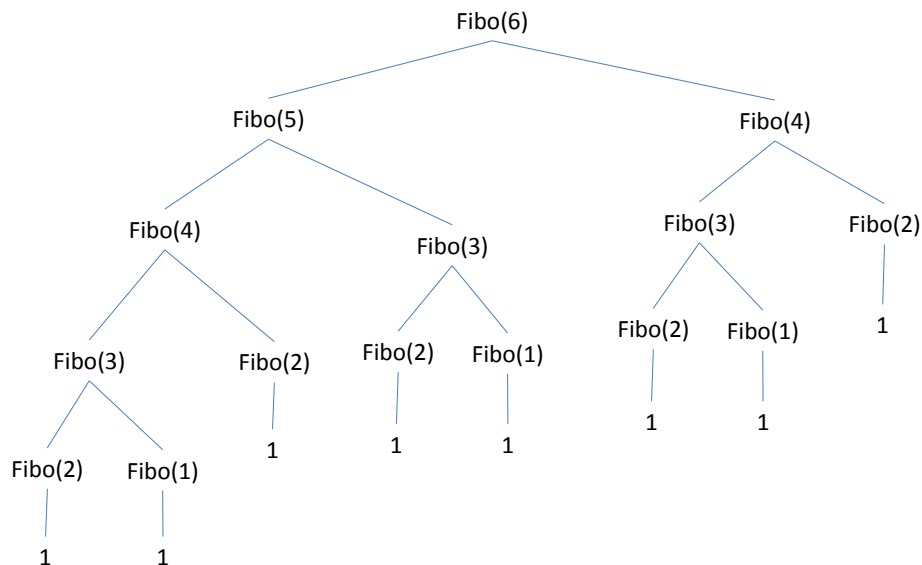 Fibo(6)
Fibo(5)
Fibo(4)
Fibo(4)
Fibo(3)
Fibo(3)
Fibo(2)
Fibo(3)
Fibo(2)
Fibo(2)
Fibo(1)
Fibo(2)
Fibo(1)
1
Fibo(2)
Fibo(1)
1
1
1
1
1
1
1